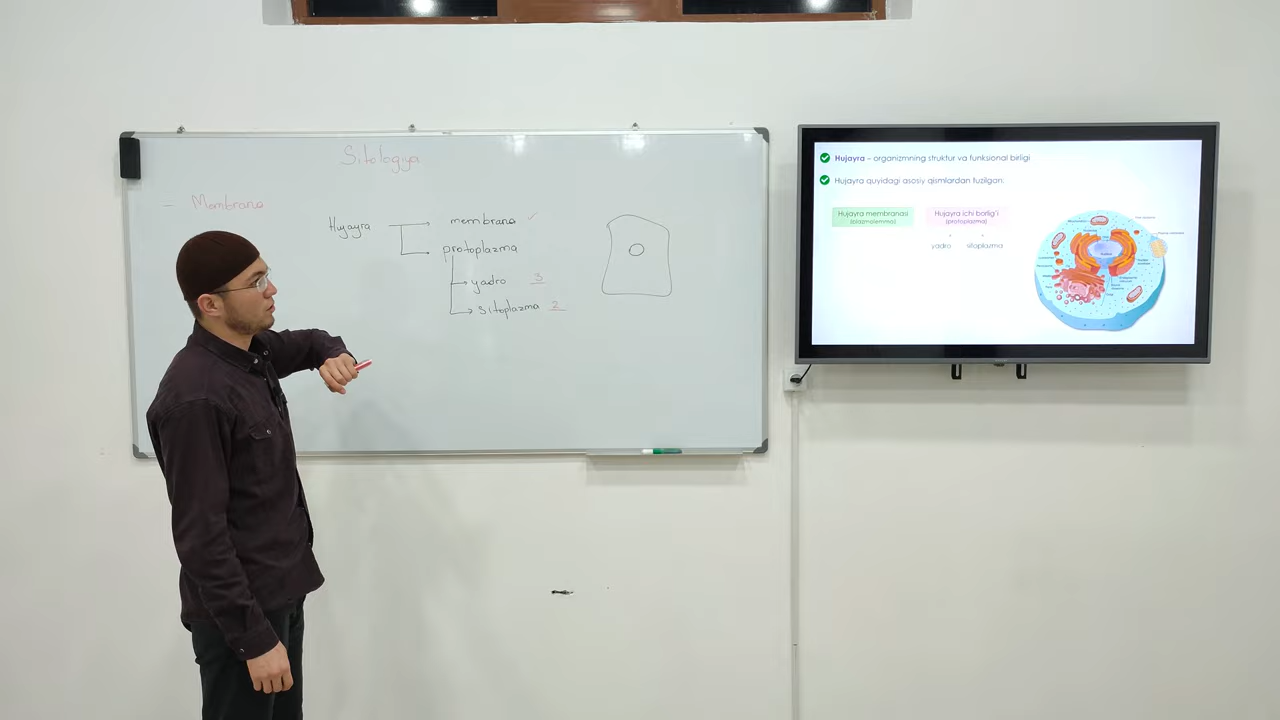 Sitologiya
- Membrana
Hujayra
membrana ✓
protoplazma
yadro 3
sitoplazma 2
Hujayra – organizmning struktur va funksional birligi
Hujayra quyidagi asosiy qismlardan tuzilgan:
Hujayra membranasi
(plazmolemma)
Hujayra ichi borlig'i
(protoplazma)
yadro sitoplazma